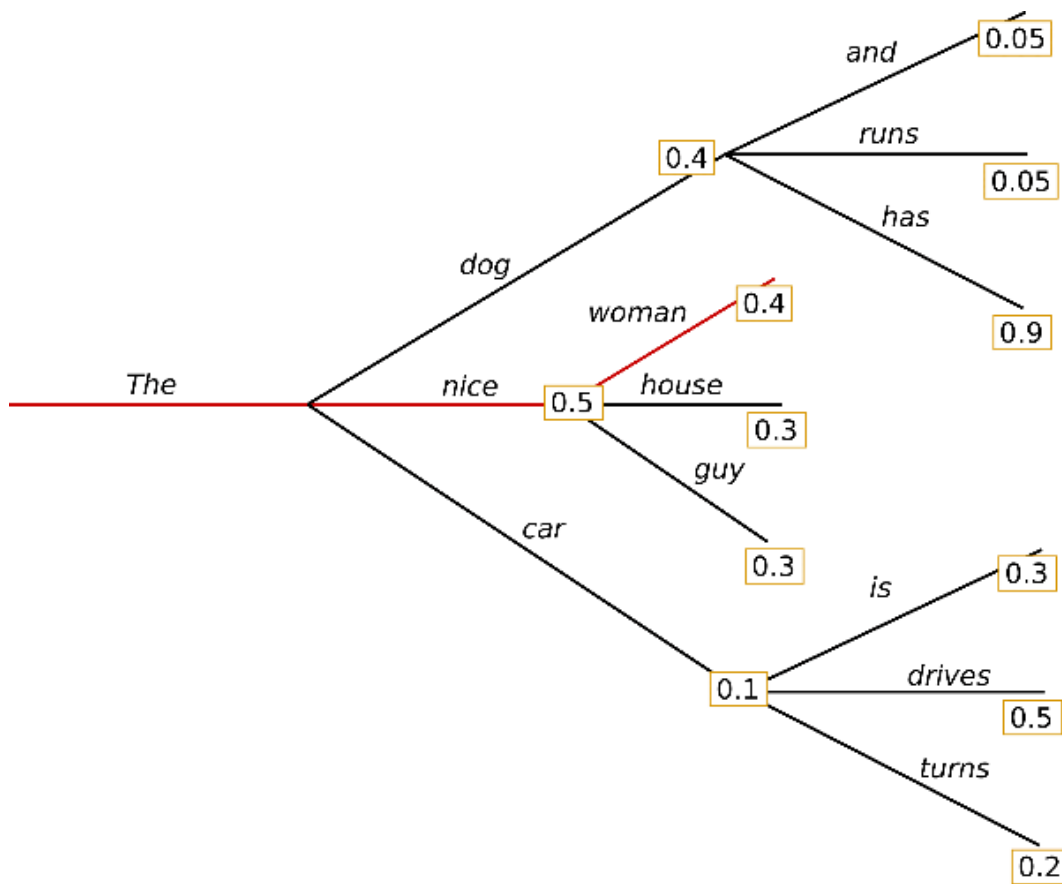 0.05
and
runs
0.4
0.05
has
dog
woman
0.4
0.9
The
nice
0.5
house
0.3
guy
car
0.3
is
0.3
drives
0.1
0.5
turns
0.2